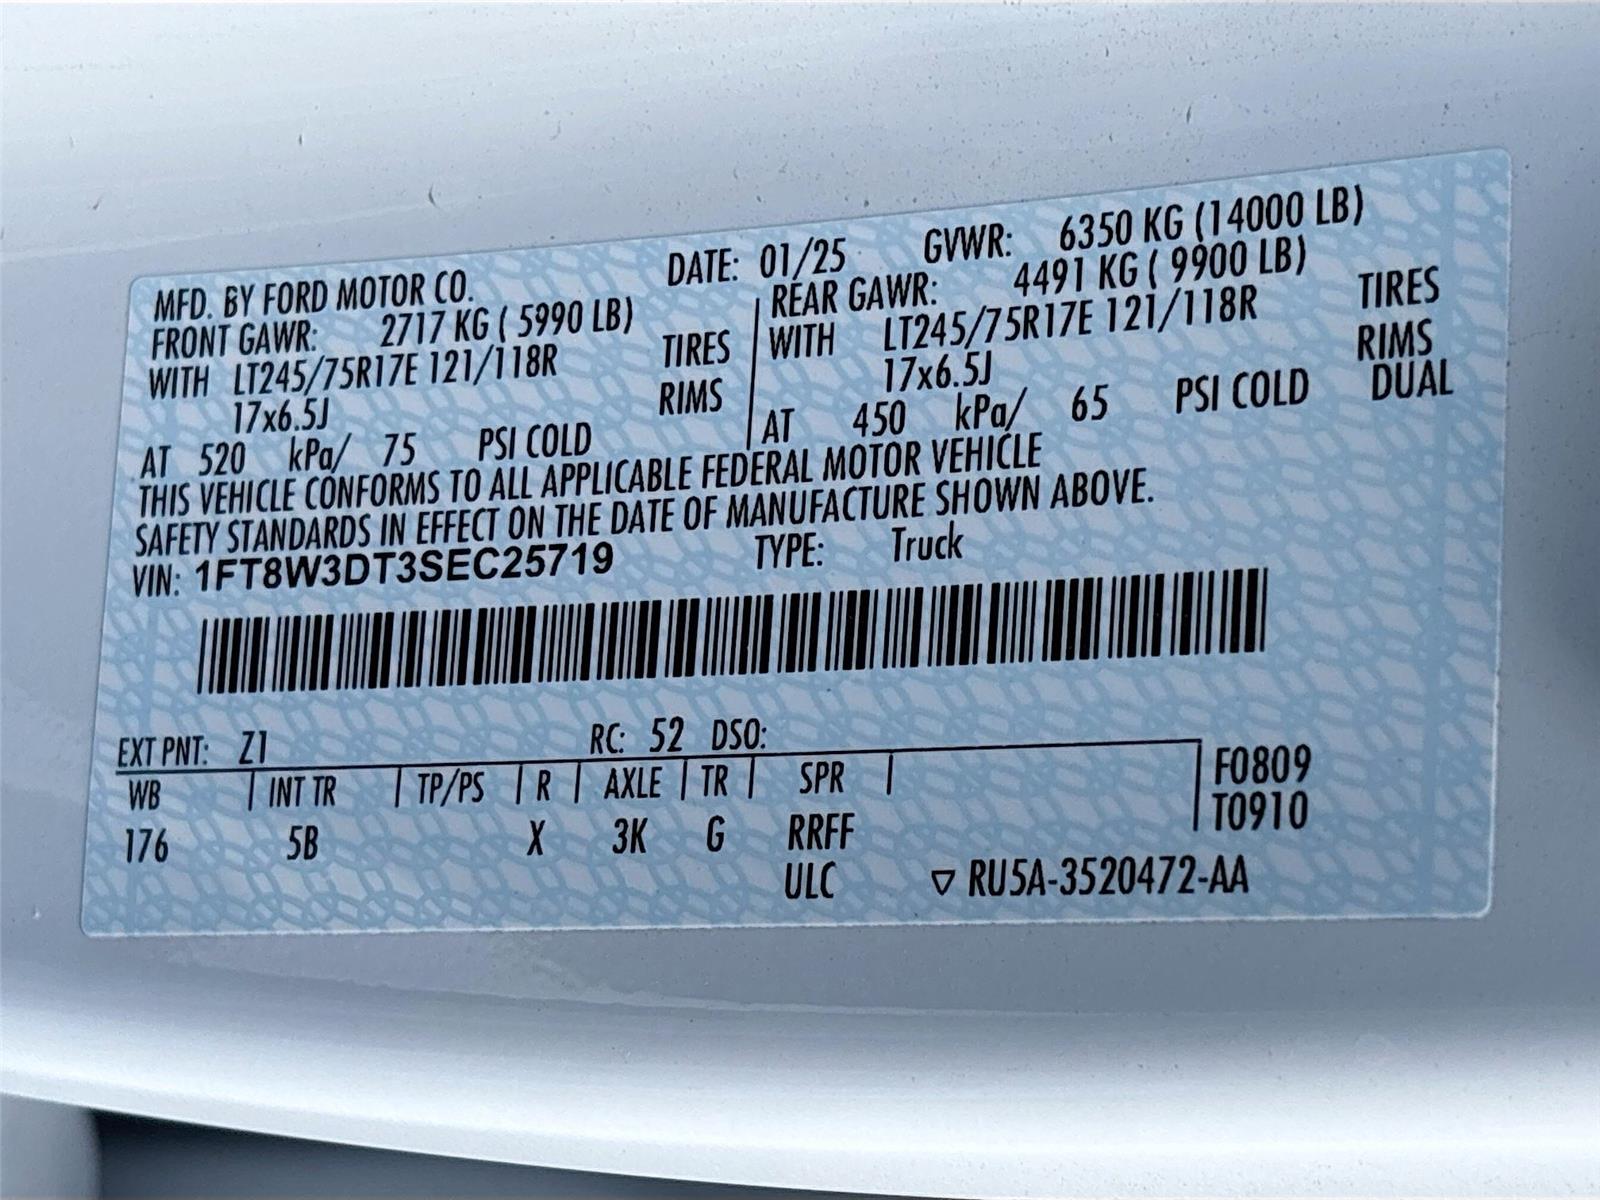 MFD. BY FORD MOTOR CO. DATE: 01/25 GVWR: 6350 KG (14000 LB)
FRONT GAWR: 2717 KG ( 5990 LB)
WITH LT245/75R17E 121/118R TIRES
17x6.5J RIMS
AT 520 kPa/ 75 PSI COLD
REAR GAWR: 4491 KG ( 9900 LB)
WITH LT245/75R17E 121/118R TIRES
17x6.5J RIMS
AT 450 kPa/ 65 PSI COLD DUAL
THIS VEHICLE CONFORMS TO ALL APPLICABLE FEDERAL MOTOR VEHICLE
SAFETY STANDARDS IN EFFECT ON THE DATE OF MANUFACTURE SHOWN ABOVE.
VIN: 1FT8W3DT3SEC25719 TYPE: Truck
EXT PNT: Z1 RC: 52 DSO:
WB | INT TR | TP/PS | R | AXLE | TR | SPR | F0809
T0910
176 5B X 3K G RRFF
ULC ▽ RU5A-3520472-AA